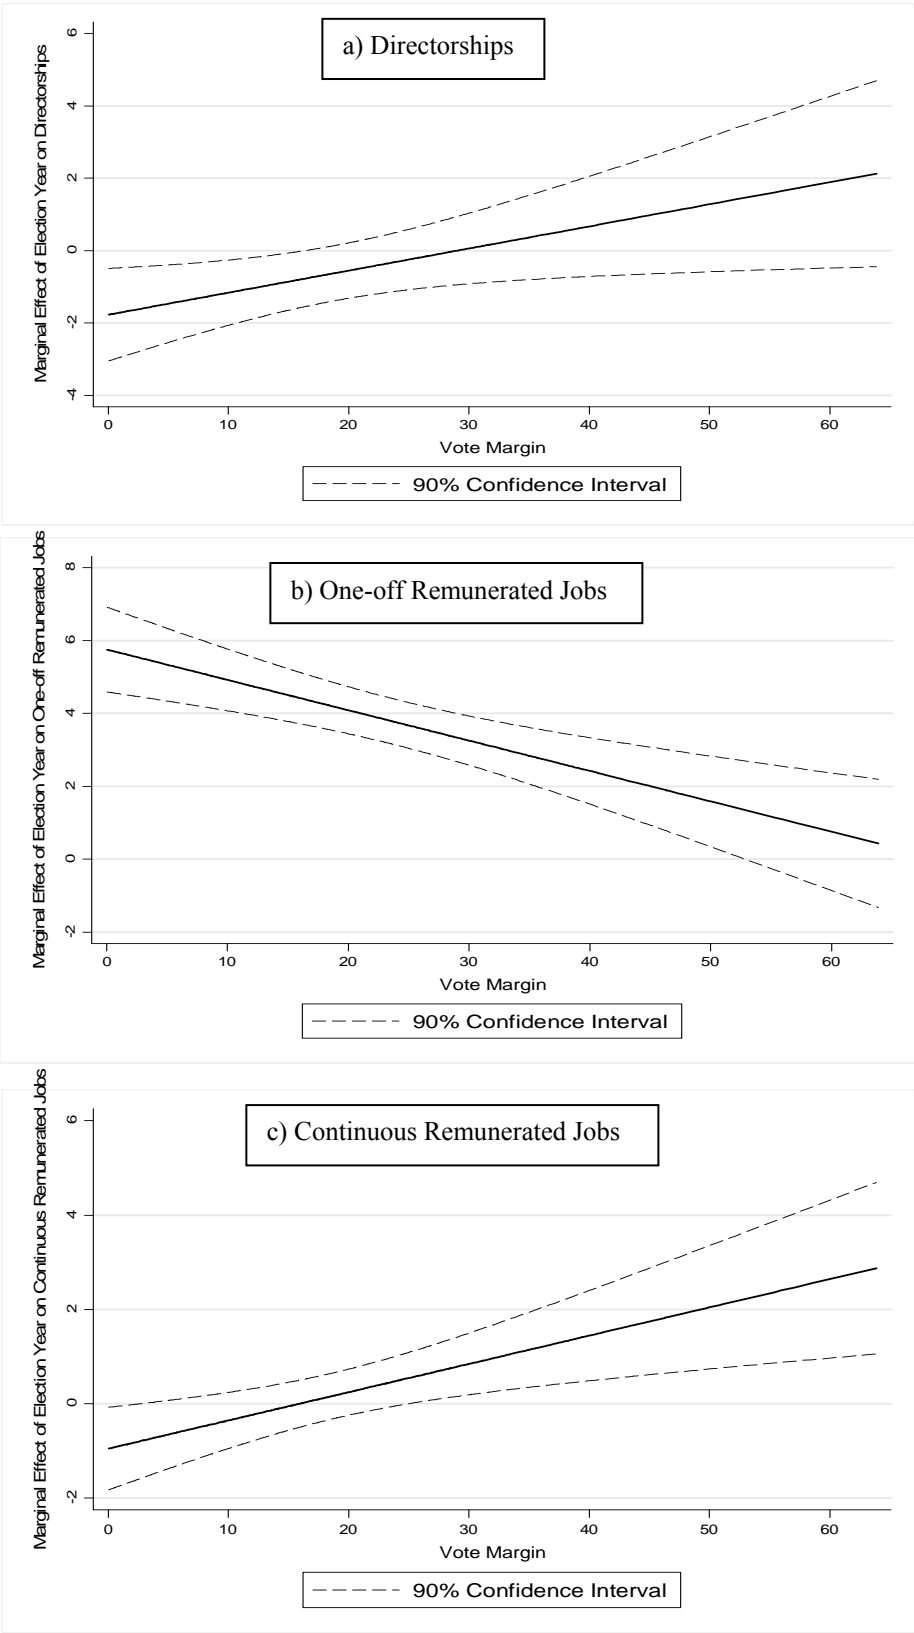 a) Directorships
Marginal Effect of Election Year on Directorships
6
4
2
0
-2
-4
0 10 20 30 40 50 60
Vote Margin
90% Confidence Interval
b) One-off Remunerated Jobs
Marginal Effect of Election Year on One-off Remunerated Jobs
8
6
4
2
0
-2
0 10 20 30 40 50 60
Vote Margin
90% Confidence Interval
c) Continuous Remunerated Jobs
Marginal Effect of Election Year on Continuous Remunerated Jobs
6
4
2
0
-2
0 10 20 30 40 50 60
Vote Margin
90% Confidence Interval